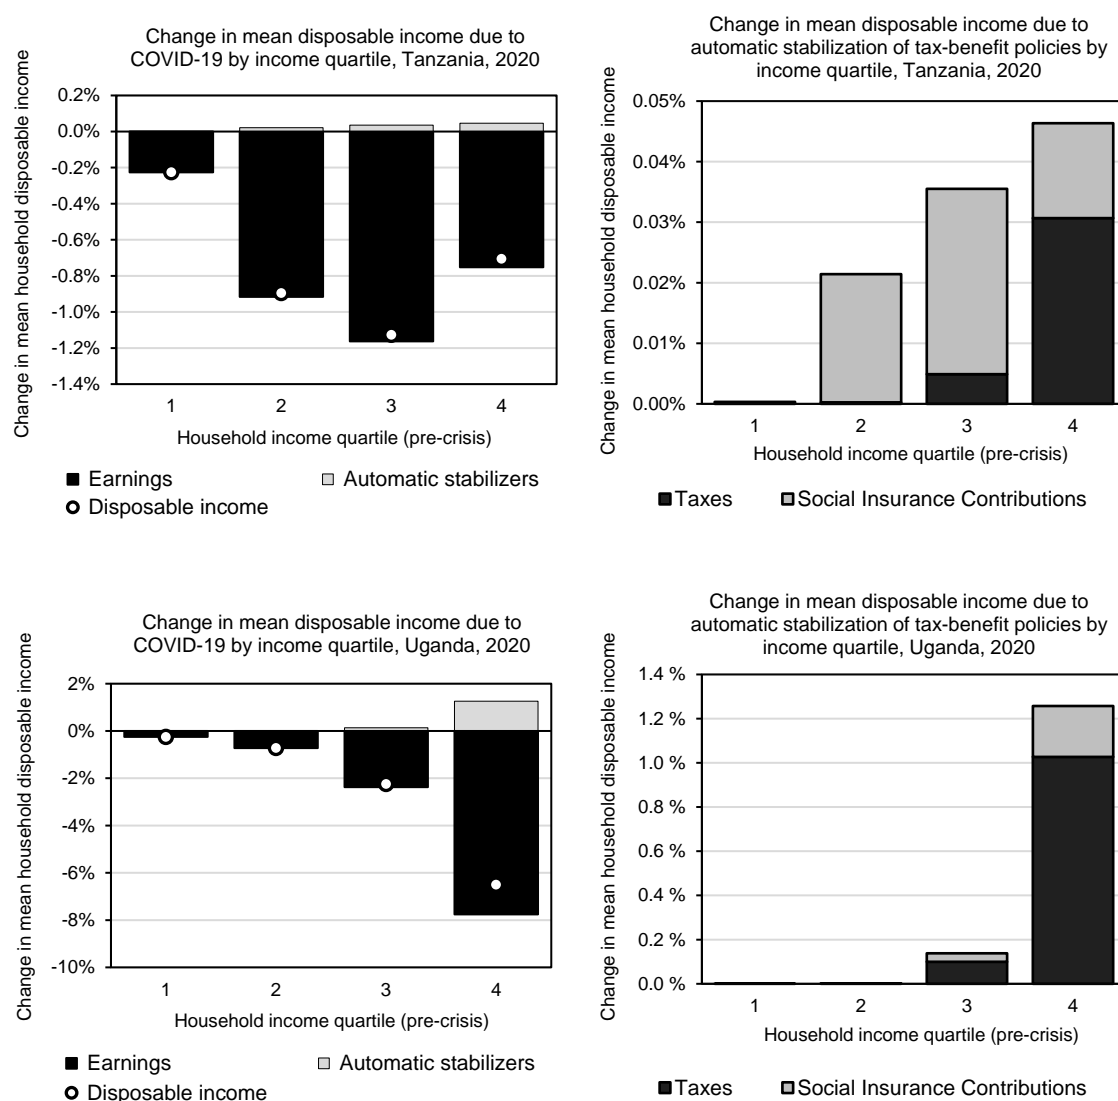 Change in mean disposable income due to
COVID-19 by income quartile, Tanzania, 2020
Change in mean household disposable income
0.2%
0.0%
-0.2%
-0.4%
-0.6%
-0.8%
-1.0%
-1.2%
-1.4%
1 2 3 4
Household income quartile (pre-crisis)
Earnings Automatic stabilizers
Disposable income
Change in mean disposable income due to
automatic stabilization of tax-benefit policies by
income quartile, Tanzania, 2020
Change in mean household disposable income
0.05%
0.04%
0.03%
0.02%
0.01%
0.00%
1 2 3 4
Household income quartile (pre-crisis)
Taxes Social Insurance Contributions
Change in mean disposable income due to
COVID-19 by income quartile, Uganda, 2020
Change in mean household disposable income
2%
0%
-2%
-4%
-6%
-8%
-10%
1 2 3 4
Household income quartile (pre-crisis)
Earnings Automatic stabilizers
Disposable income
Change in mean disposable income due to
automatic stabilization of tax-benefit policies by
income quartile, Uganda, 2020
Change in mean household disposable income
1.4 %
1.2 %
1.0 %
0.8 %
0.6 %
0.4 %
0.2 %
0.0 %
1 2 3 4
Household income quartile (pre-crisis)
Taxes Social Insurance Contributions